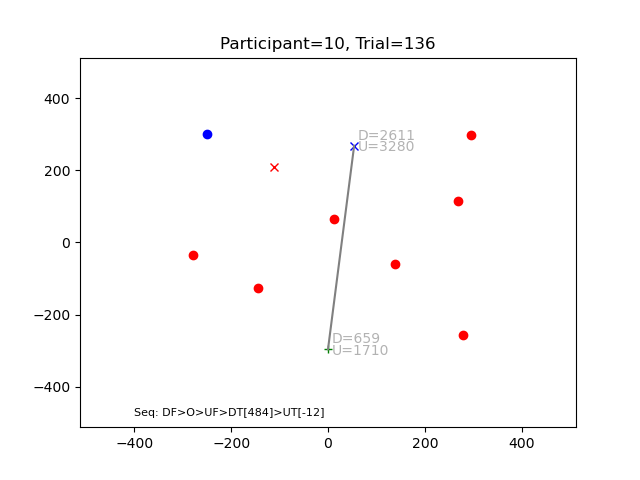 Participant=10, Trial=136
400
200
0
−200
−400
D=2611
U=3280
D=659
U=1710
Seq: DF>O>UF>DT[484]>UT[-12]
−400 −200 0 200 400